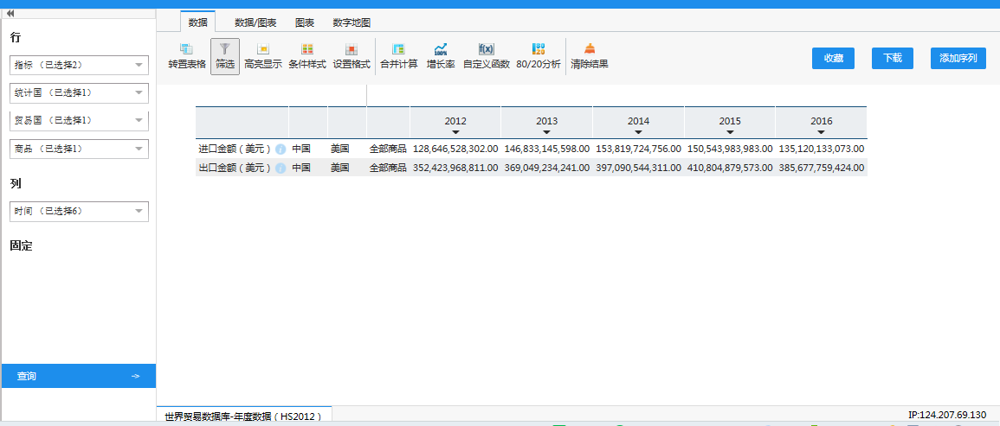 数据 数据/图表 图表 数字地图
行
指标 （已选择2）
统计国 （已选择1）
贸易国 （已选择1）
商品 （已选择1）
列
时间 （已选择6）
固定
查询
转置表格 筛选 高亮显示 条件样式 设置格式 合并计算 增长率 自定义函数 80/20分析 清除结果
收藏 下载 添加序列
2012 2013 2014 2015 2016
进口金额（美元） 中国 美国 全部商品 128,646,528,302.00 146,833,145,598.00 153,819,724,756.00 150,543,983,983.00 135,120,133,073.00
出口金额（美元） 中国 美国 全部商品 352,423,968,811.00 369,049,234,241.00 397,090,544,311.00 410,804,879,573.00 385,677,759,424.00
世界贸易数据库-年度数据（HS2012）
IP:124.207.69.130